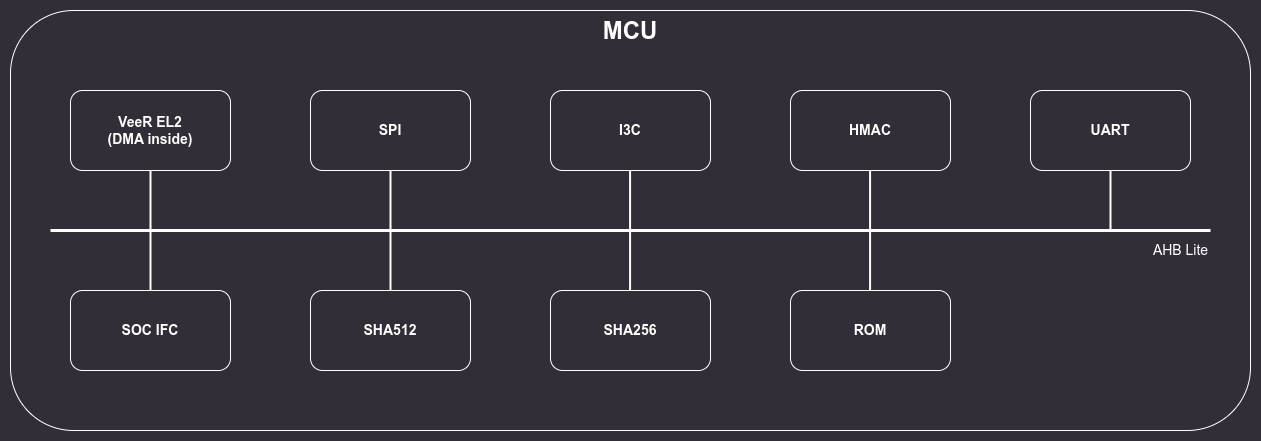 MCU
VeeR EL2
(DMA inside)
SPI
I3C
HMAC
UART
AHB Lite
SOC IFC
SHA512
SHA256
ROM